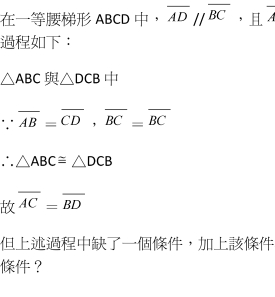 在一等腰梯形 ABCD 中， $\overline{AD}$ // $\overline{BC}$ ，且
過程如下：
△ABC 與△DCB 中
∵ $\overline{AB}$ ＝ $\overline{CD}$ ， $\overline{BC}$ ＝ $\overline{BC}$
∴△ABC≅ △DCB
故 $\overline{AC}$ ＝ $\overline{BD}$
但上述過程中缺了一個條件，加上該條件
條件？